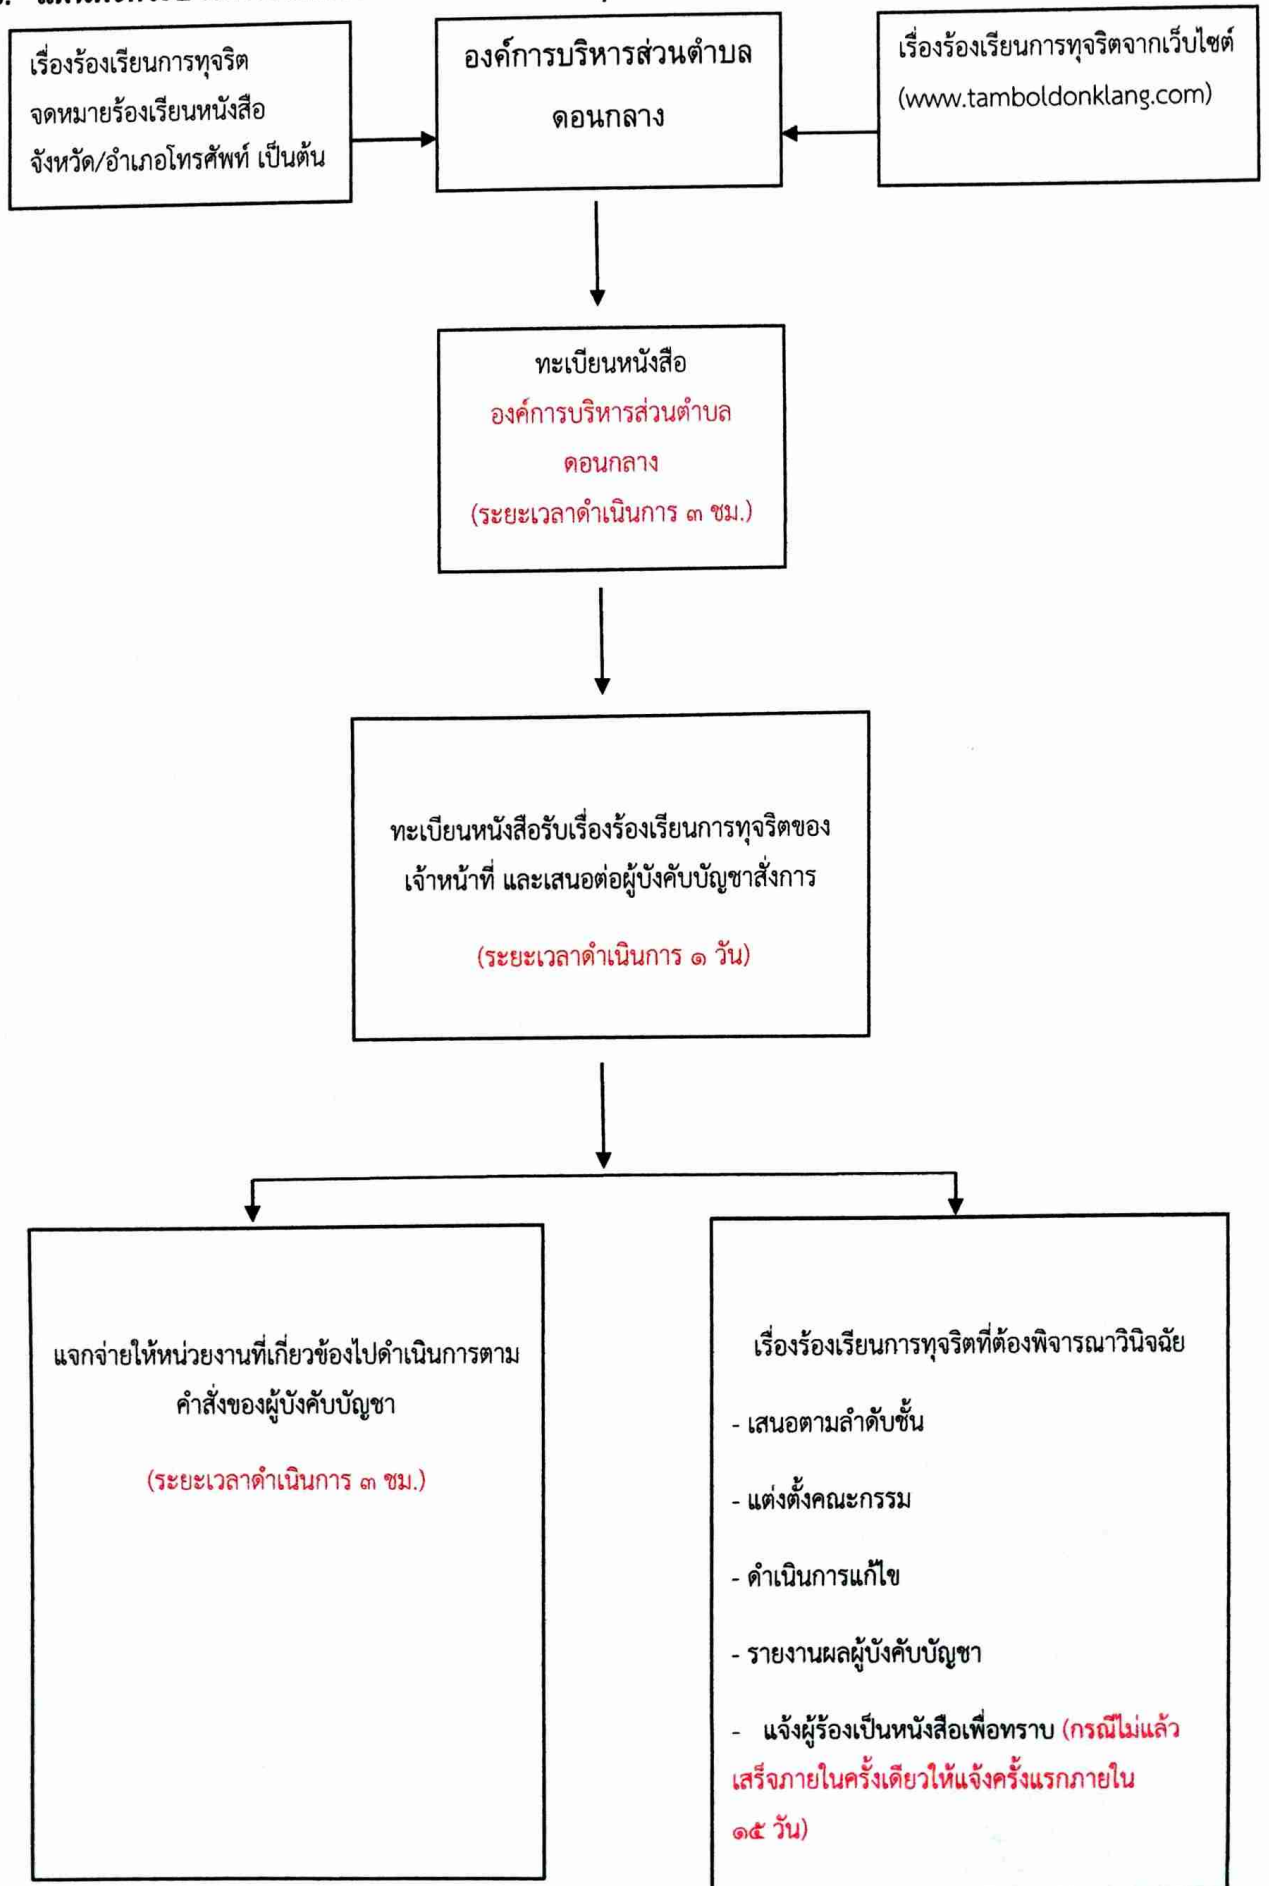 เรื่องร้องเรียนการทุจริต
จดหมายร้องเรียนหนังสือ
จังหวัด/อำเภอโทรศัพท์ เป็นต้น
องค์การบริหารส่วนตำบล
ดอนกลาง
เรื่องร้องเรียนการทุจริตจากเว็บไซต์
(www.tamboldonklang.com)
ทะเบียนหนังสือ
องค์การบริหารส่วนตำบล
ดอนกลาง
(ระยะเวลาดำเนินการ ๓ ชม.)
ทะเบียนหนังสือรับเรื่องร้องเรียนการทุจริตของ
เจ้าหน้าที่ และเสนอต่อผู้บังคับบัญชาสั่งการ
(ระยะเวลาดำเนินการ ๑ วัน)
แจกจ่ายให้หน่วยงานที่เกี่ยวข้องไปดำเนินการตาม
คำสั่งของผู้บังคับบัญชา
(ระยะเวลาดำเนินการ ๓ ชม.)
เรื่องร้องเรียนการทุจริตที่ต้องพิจารณาวินิจฉัย
- เสนอตามลำดับชั้น
- แต่งตั้งคณะกรรม
- ดำเนินการแก้ไข
- รายงานผลผู้บังคับบัญชา
- แจ้งผู้ร้องเป็นหนังสือเพื่อทราบ (กรณีไม่แล้ว
เสร็จภายในครั้งเดียวให้แจ้งครั้งแรกภายใน
๑๕ วัน)